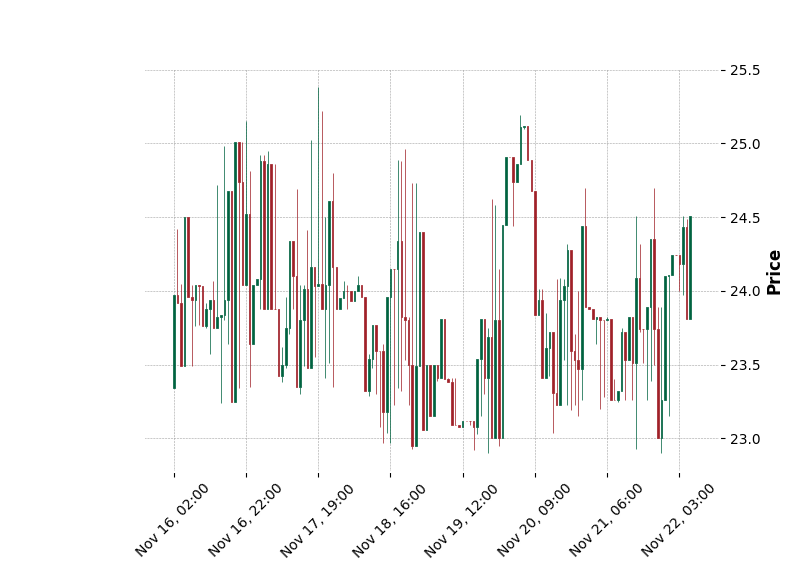 25.5
25.0
24.5
24.0
23.5
23.0
Price
Nov 16, 02:00
Nov 16, 22:00
Nov 17, 19:00
Nov 18, 16:00
Nov 19, 12:00
Nov 20, 09:00
Nov 21, 06:00
Nov 22, 03:00